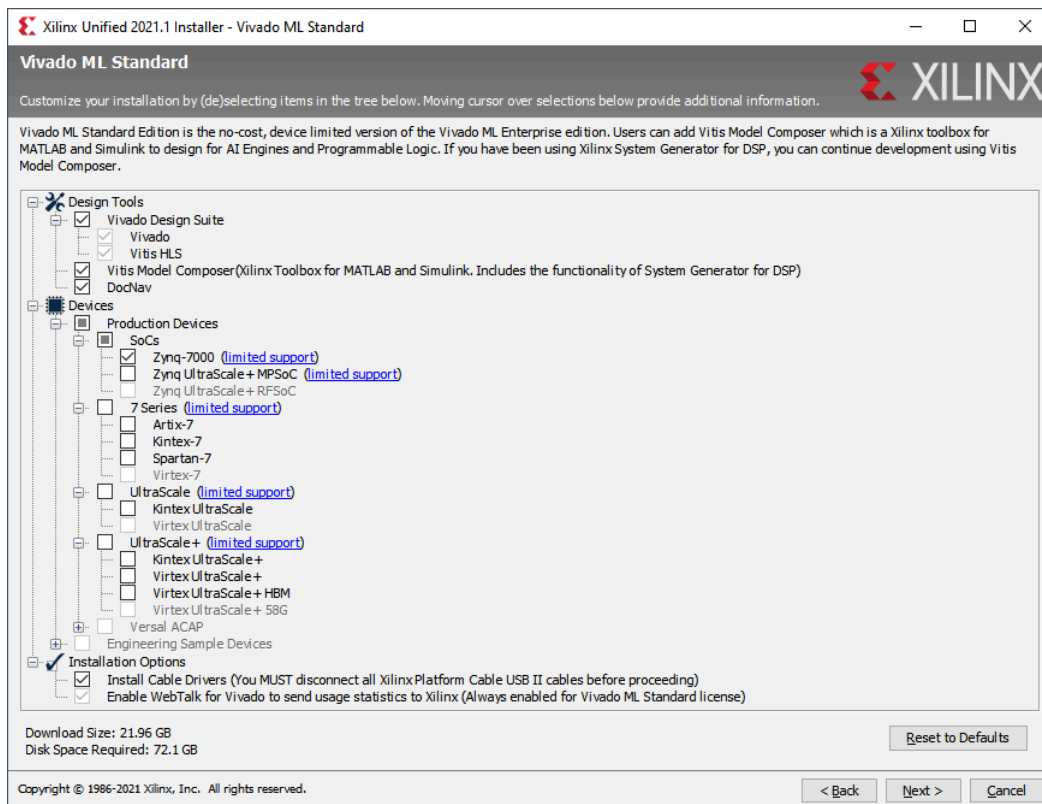 Xilinx Unified 2021.1 Installer - Vivado ML Standard
Vivado ML Standard
XILINX
Customize your installation by (de)selecting items in the tree below. Moving cursor over selections below provide additional information.
Vivado ML Standard Edition is the no-cost, device limited version of the Vivado ML Enterprise edition. Users can add Vitis Model Composer which is a Xilinx toolbox for
MATLAB and Simulink to design for AI Engines and Programmable Logic. If you have been using Xilinx System Generator for DSP, you can continue development using Vitis
Model Composer.
Design Tools
Vivado Design Suite
Vivado
Vitis HLS
Vitis Model Composer(Xilinx Toolbox for MATLAB and Simulink. Includes the functionality of System Generator for DSP)
DocNav
Devices
Production Devices
SoCs
Zynq-7000 (limited support)
Zynq UltraScale+ MPSoC (limited support)
Zynq UltraScale+ RFSoC
7 Series (limited support)
Artix-7
Kintex-7
Spartan-7
Virtex-7
UltraScale (limited support)
Kintex UltraScale
Virtex UltraScale
UltraScale+ (limited support)
Kintex UltraScale+
Virtex UltraScale+
Virtex UltraScale+ HBM
Virtex UltraScale+ 58G
Versal ACAP
Engineering Sample Devices
Installation Options
Install Cable Drivers (You MUST disconnect all Xilinx Platform Cable USB II cables before proceeding)
Enable WebTalk for Vivado to send usage statistics to Xilinx (Always enabled for Vivado ML Standard license)
Download Size: 21.96 GB
Disk Space Required: 72.1 GB
Reset to Defaults
Copyright © 1986-2021 Xilinx, Inc. All rights reserved.
< Back
Next >
Cancel